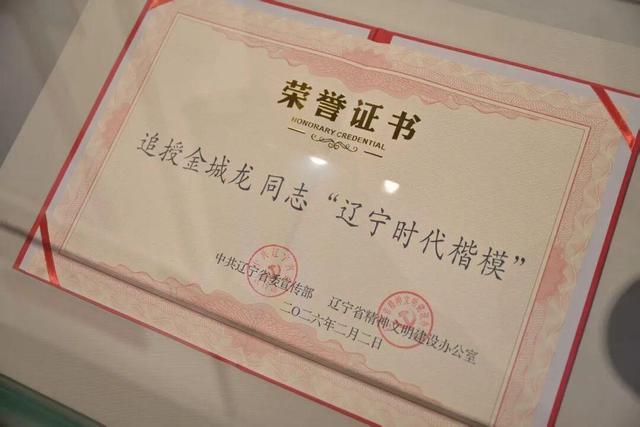 荣誉证书
HONORARY CREDENTIAL
追授金城龙 同志 “辽宁时代楷模”
中共辽宁省委宣传部 辽宁省精神文明建设办公室
二〇二六年二月二日